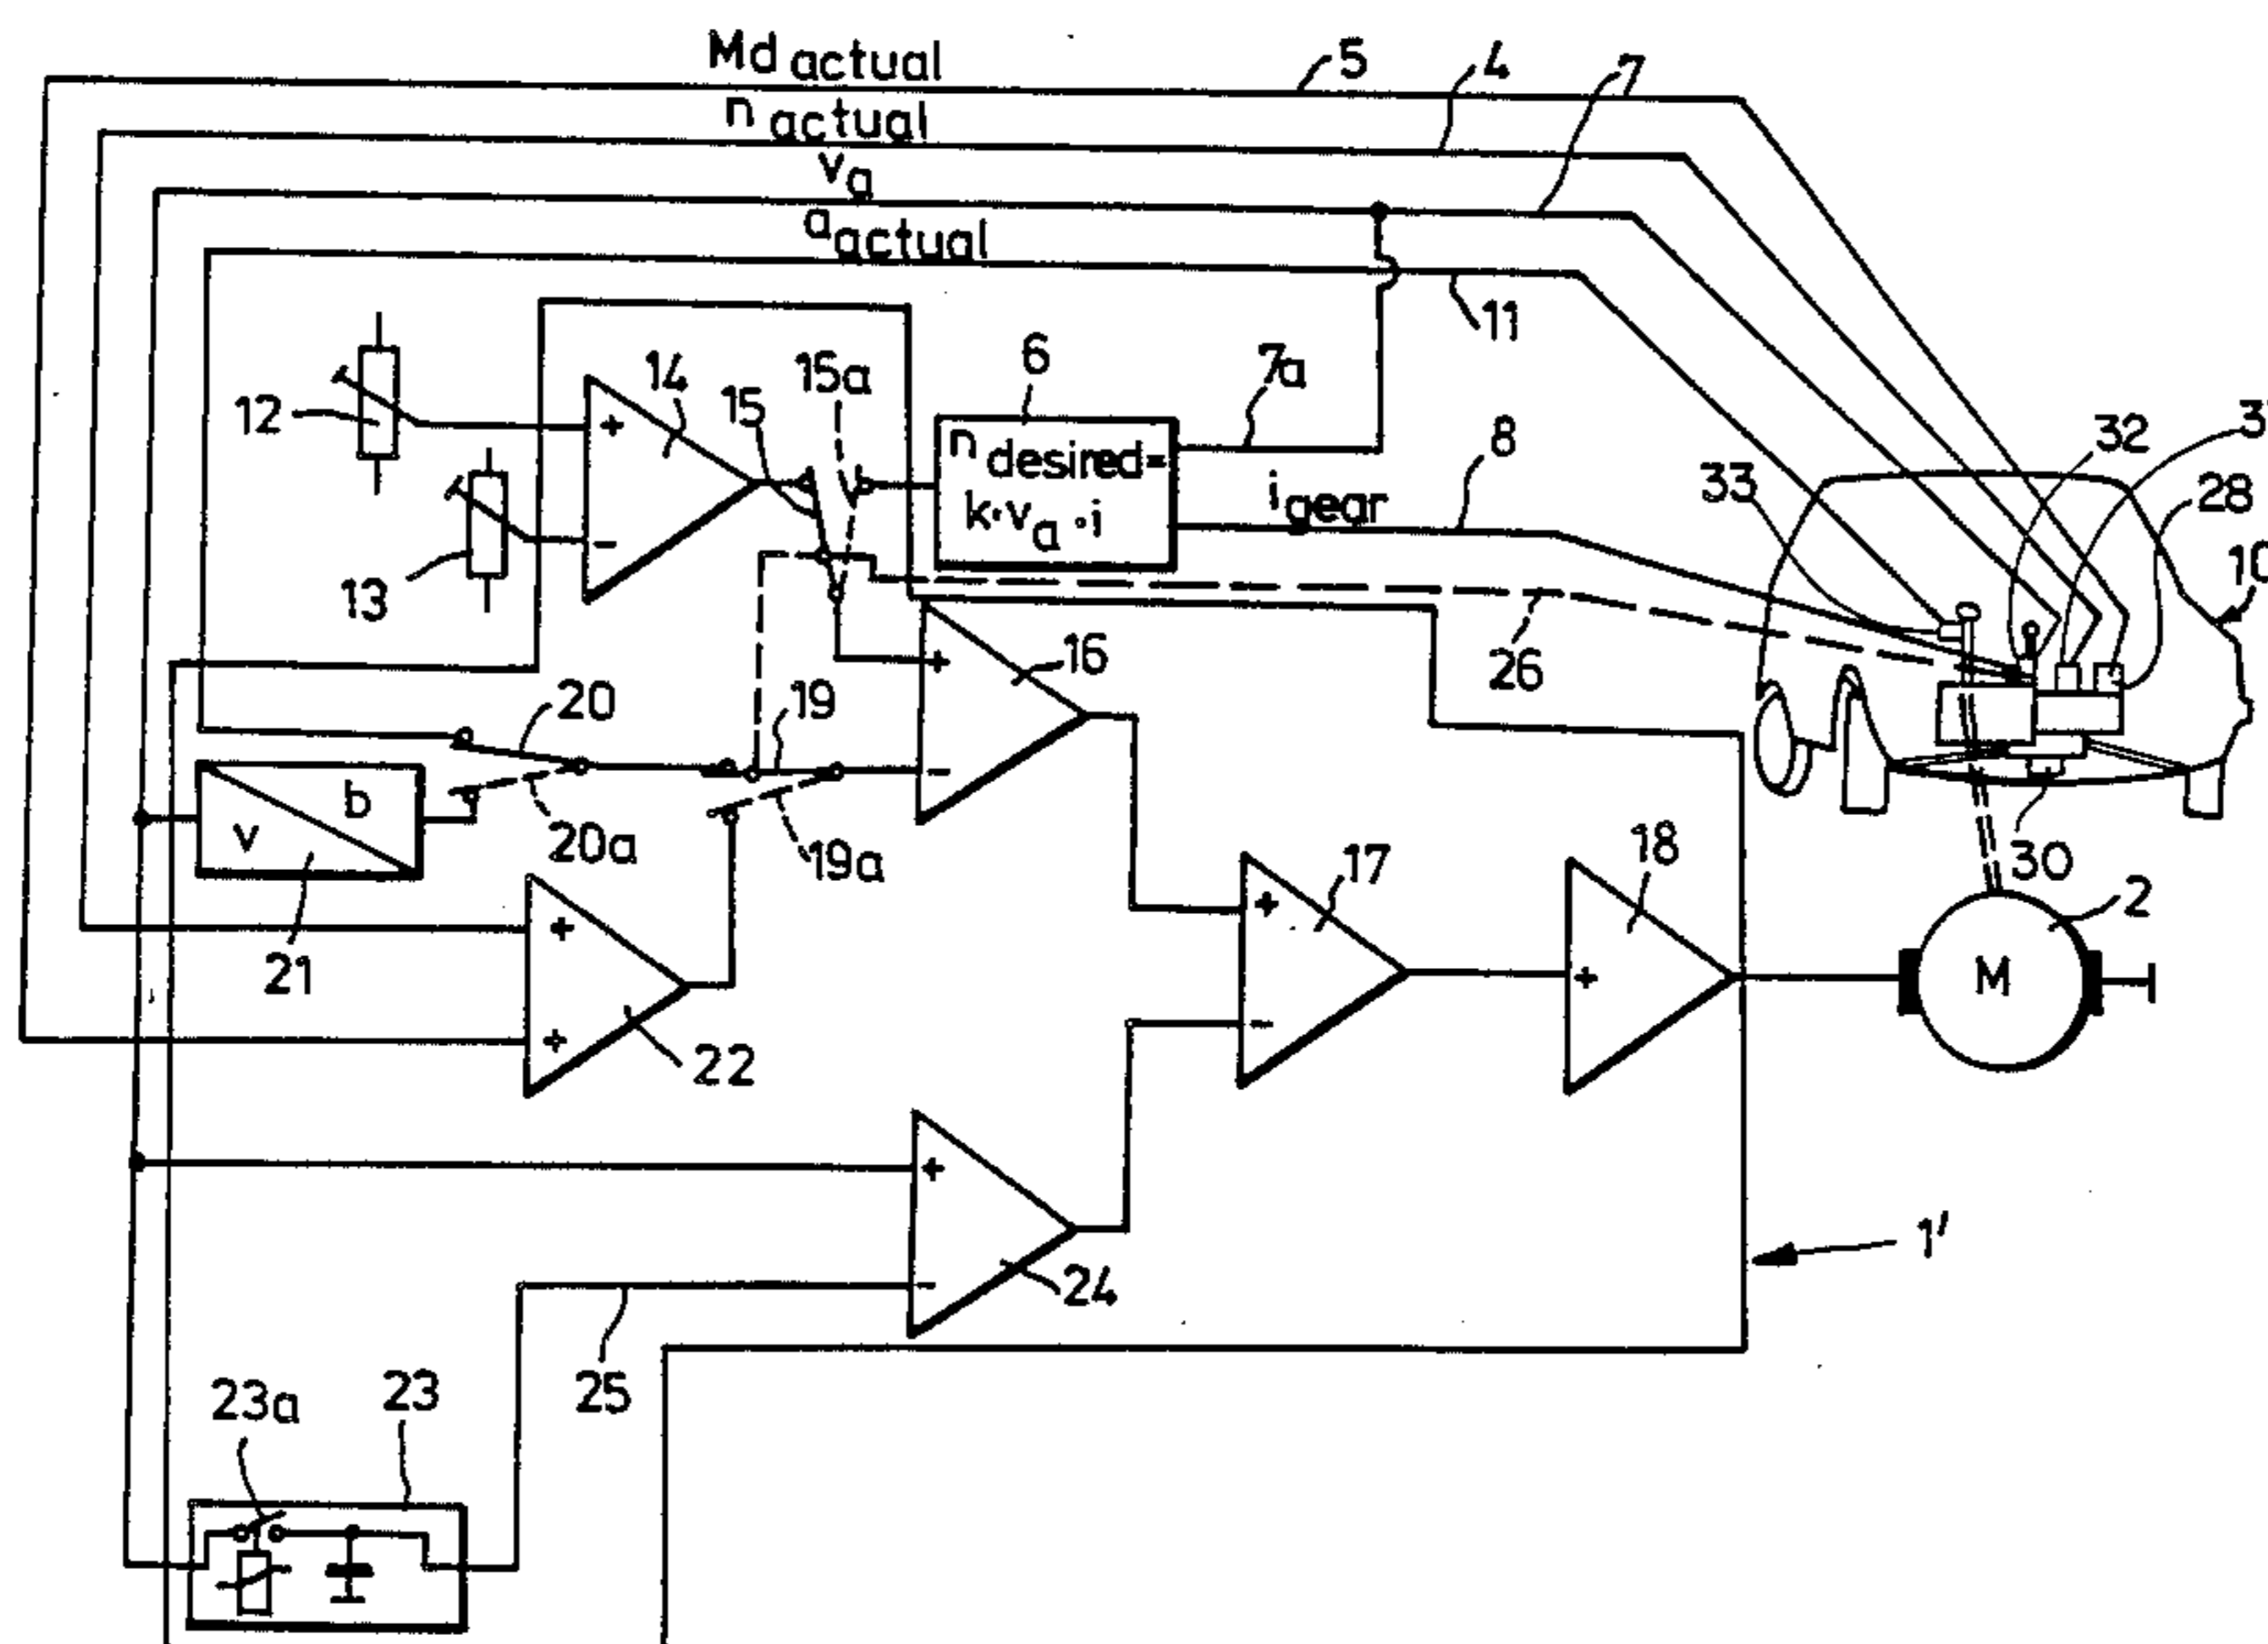 Md actual 5 4 7
n actual
va
a actual
11
12 14 15 15a 6 7a 8 32 3
33 28 10
+
n desired =
k·va·i
i gear
13 -
26
16
+
20 19
-
b
v
20a 19a
30
21
17 18 2
+
+
22
+
+
M
-
+
24
-
1'
25
23a 23